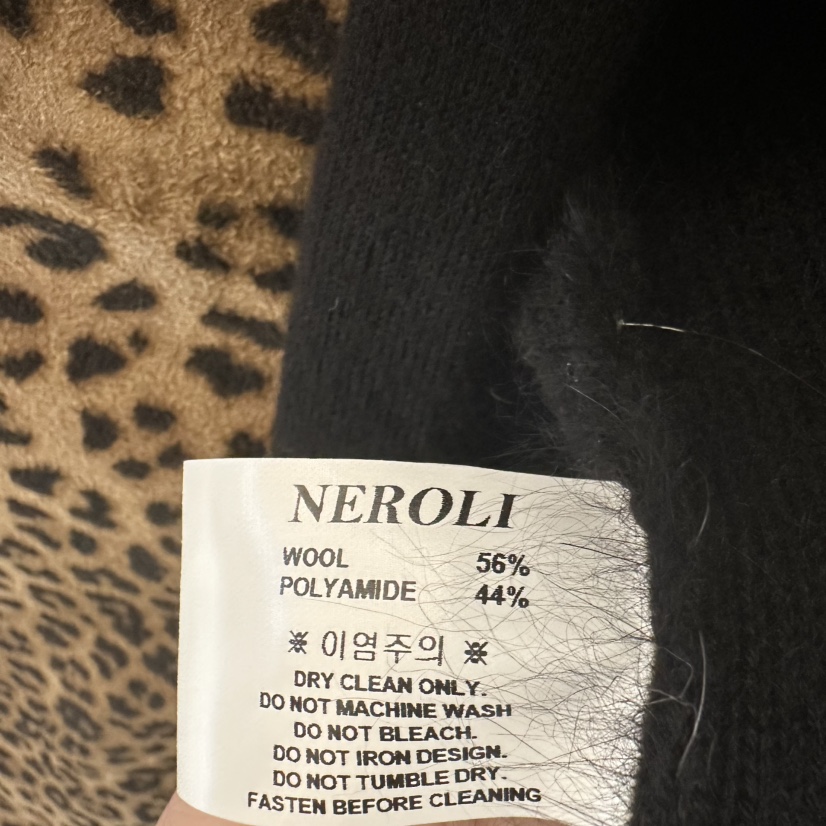 NEROLI
WOOL 56%
POLYAMIDE 44%
※ 이염주의 ※
DRY CLEAN ONLY.
DO NOT MACHINE WASH
DO NOT BLEACH.
DO NOT IRON DESIGN.
DO NOT TUMBLE DRY.
FASTEN BEFORE CLEANING